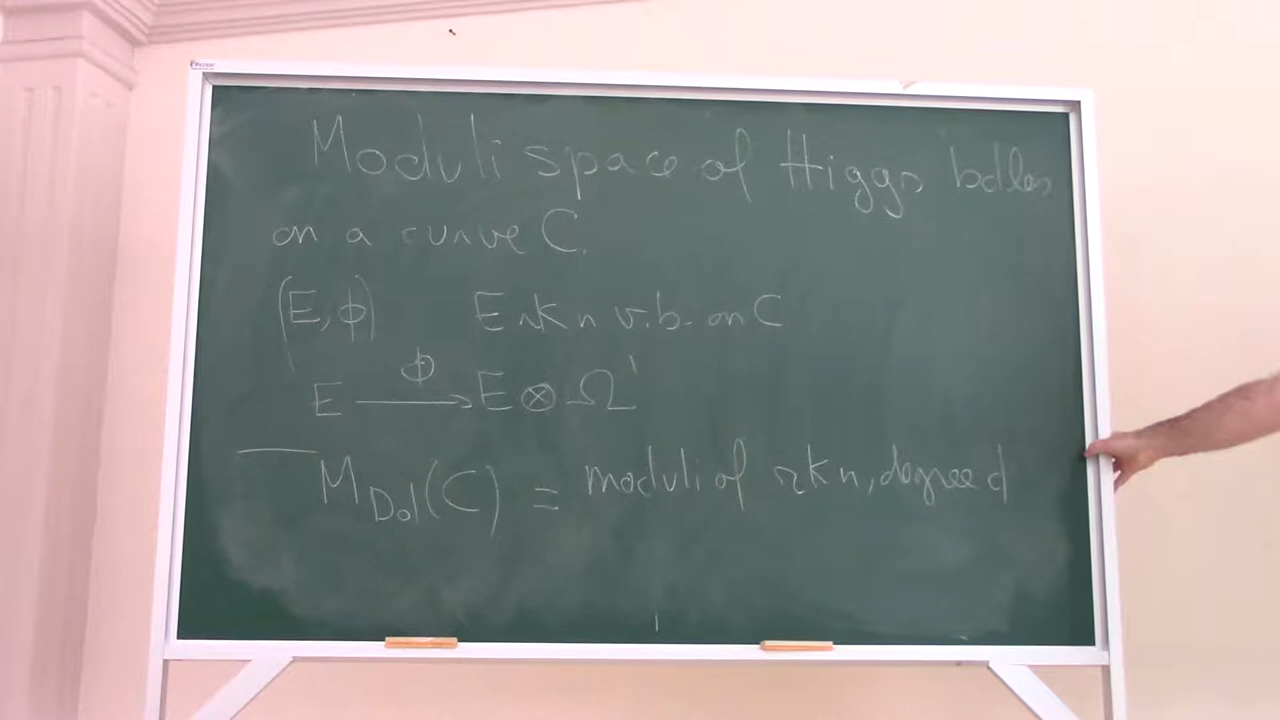 Moduli space of Higgs bdles
on a curve C.
(E, ϕ) E rk n v.b. on C
E —ϕ→ E ⊗ Ω¹
M_Dol(C) = moduli of rk n, degree d